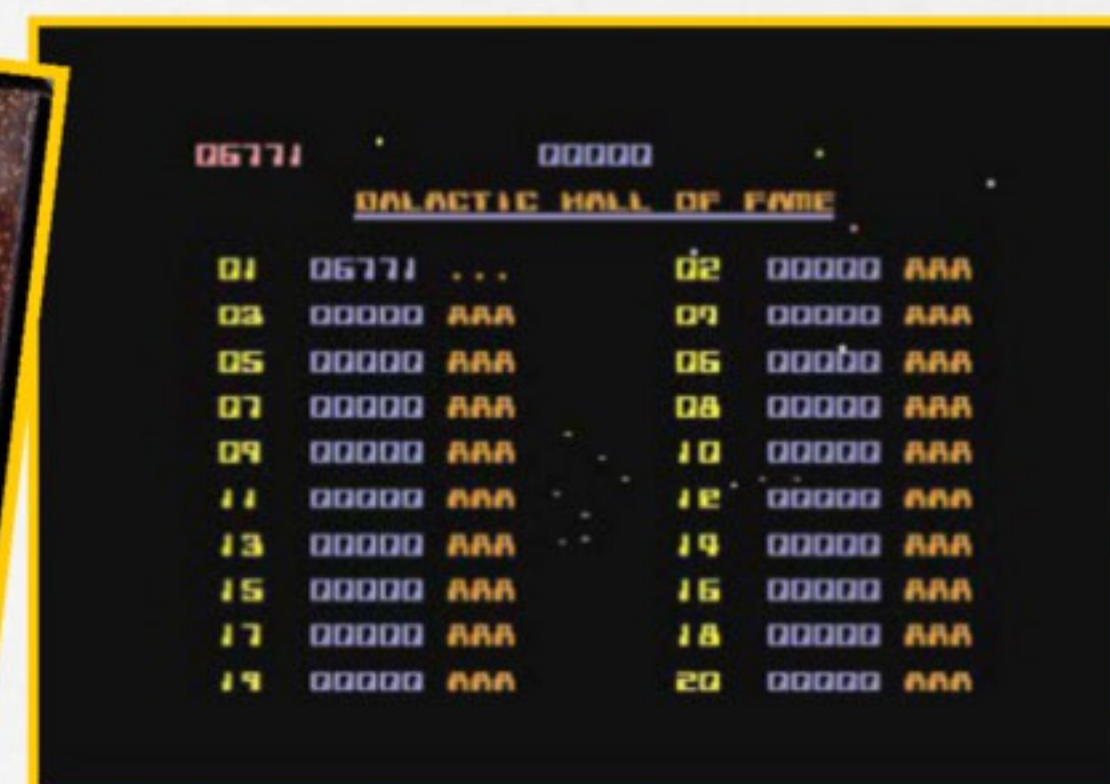 06771 00000
GALACTIC HALL OF FAME
01 06771 ... 02 00000 AAA
03 00000 AAA 04 00000 AAA
05 00000 AAA 06 00000 AAA
07 00000 AAA 08 00000 AAA
09 00000 AAA 10 00000 AAA
11 00000 AAA 12 00000 AAA
13 00000 AAA 14 00000 AAA
15 00000 AAA 16 00000 AAA
17 00000 AAA 18 00000 AAA
19 00000 AAA 20 00000 AAA